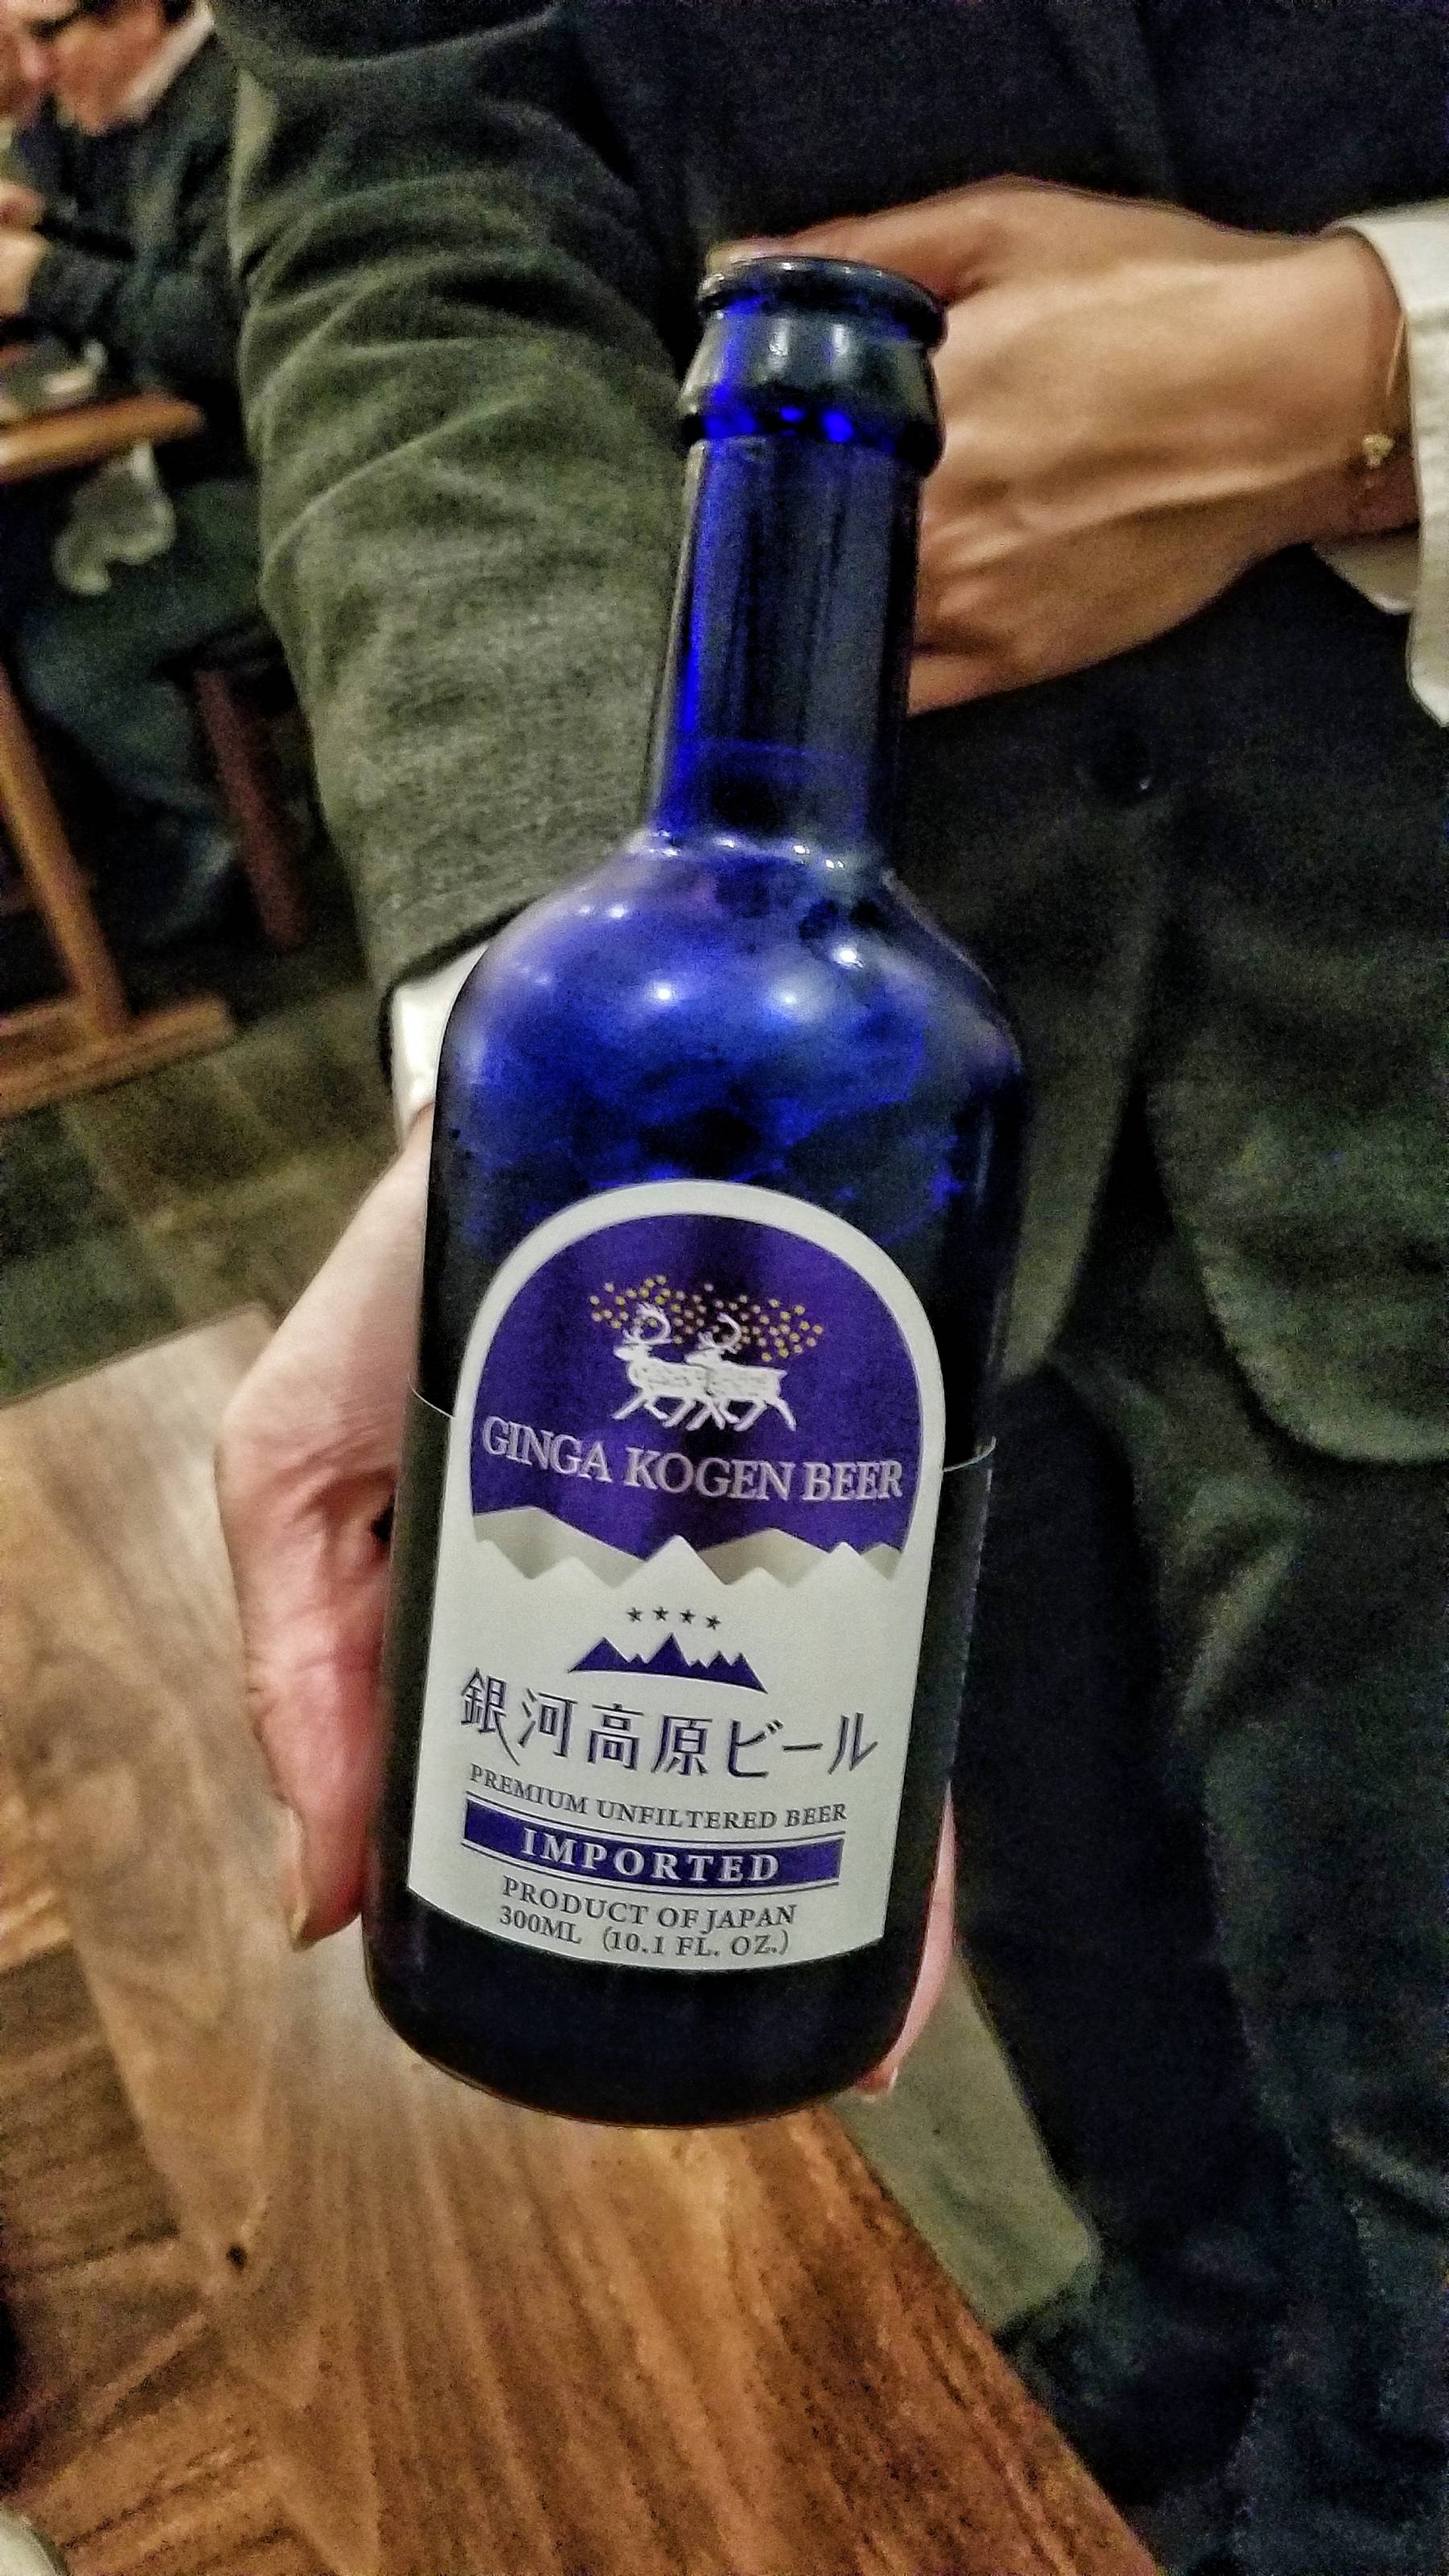 GINGA KOGEN BEER
銀河高原ビール
PREMIUM UNFILTERED BEER
IMPORTED
PRODUCT OF JAPAN
300ML (10.1 FL. OZ.)